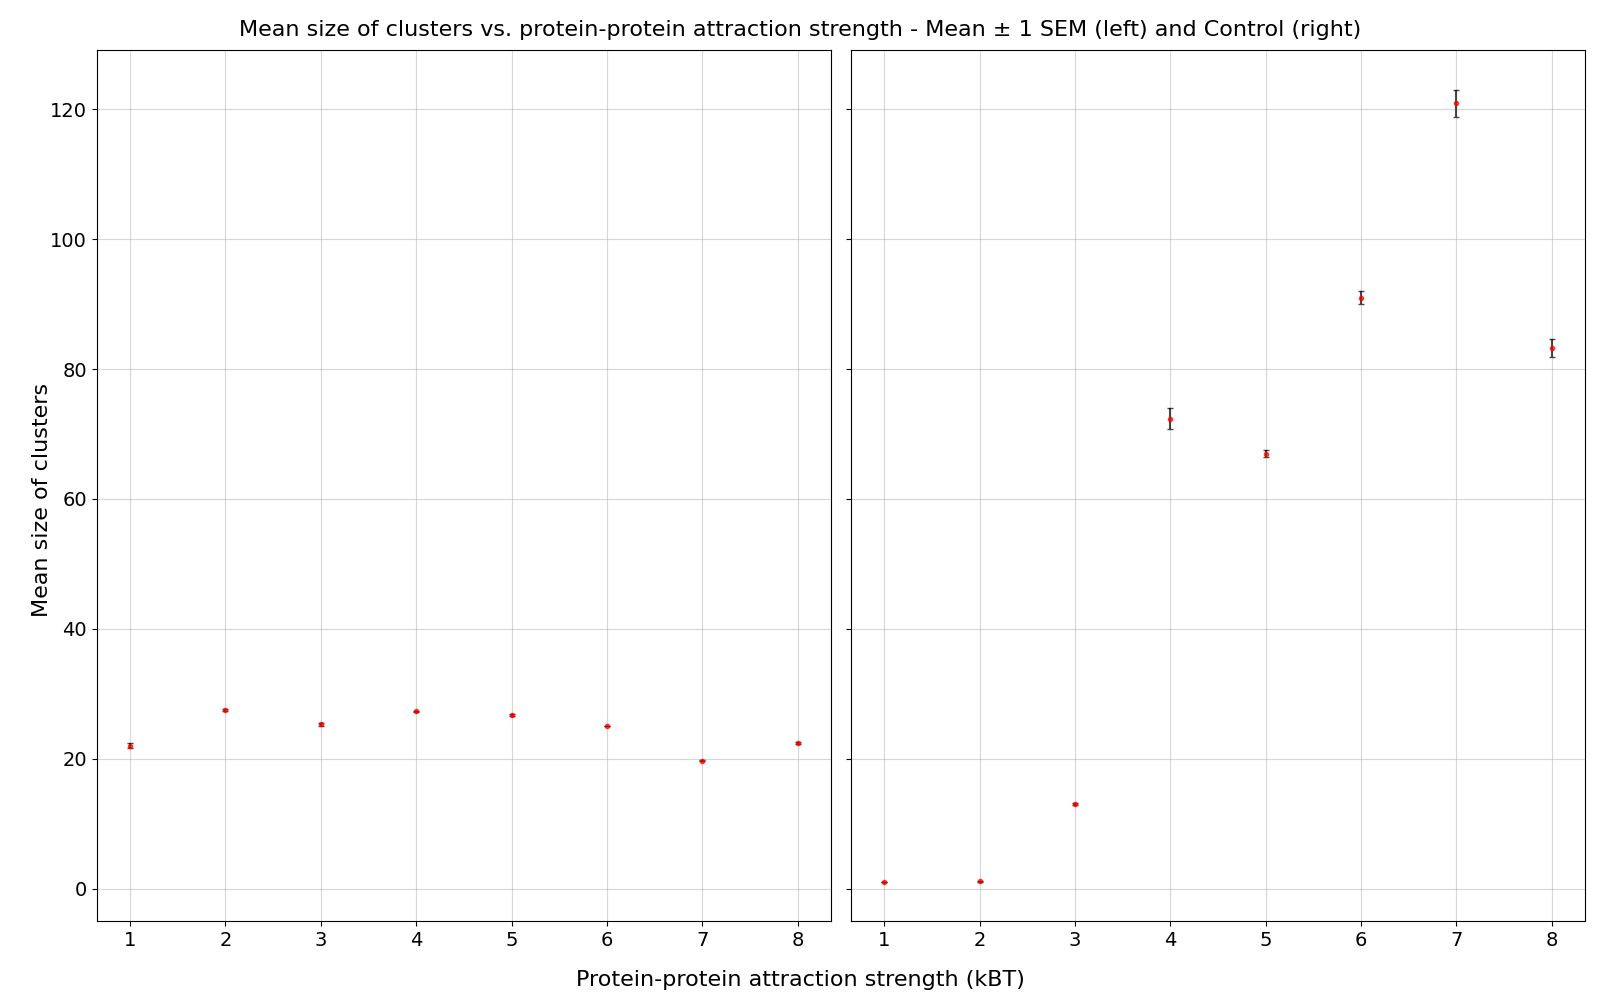 Mean size of clusters vs. protein-protein attraction strength - Mean ± 1 SEM (left) and Control (right)
Mean size of clusters
120
100
80
60
40
20
0
1 2 3 4 5 6 7 8
1 2 3 4 5 6 7 8
Protein-protein attraction strength (kBT)